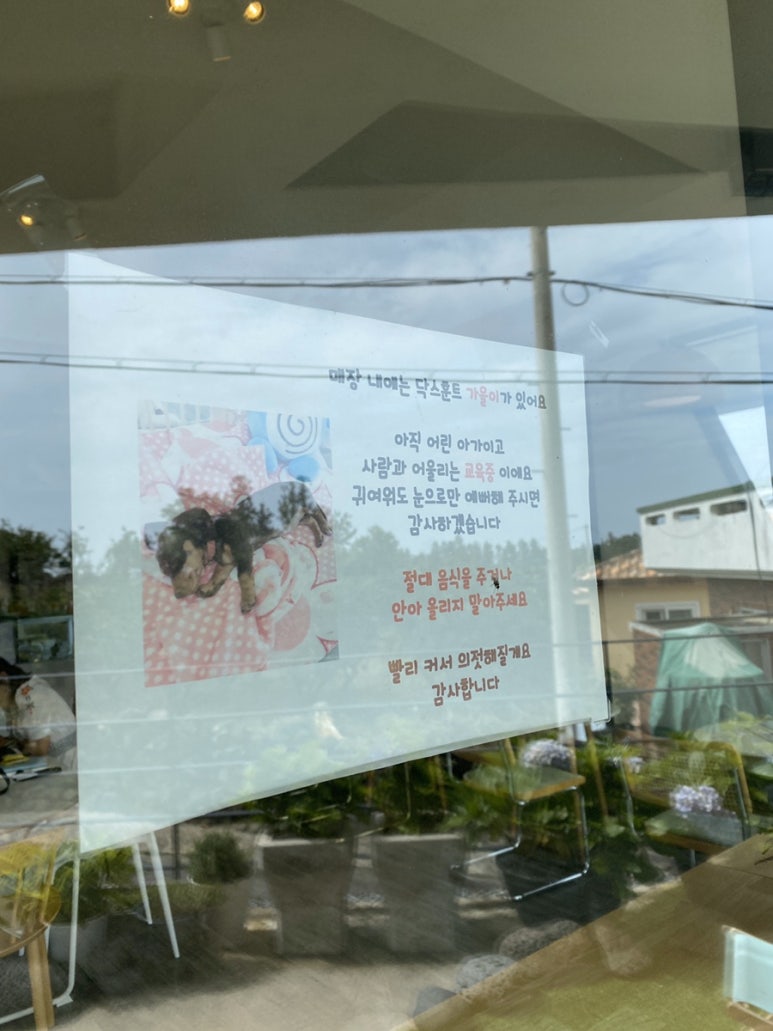 매장 내에는 닥스훈트 가을이가 있어요
아직 어린 아가이고
사람과 어울리는 교육중 이에요
귀여워도 눈으로만 예뻐해 주시면
감사하겠습니다
절대 음식을 주거나
안아 올리지 말아주세요
빨리 커서 의젓해질게요
감사합니다